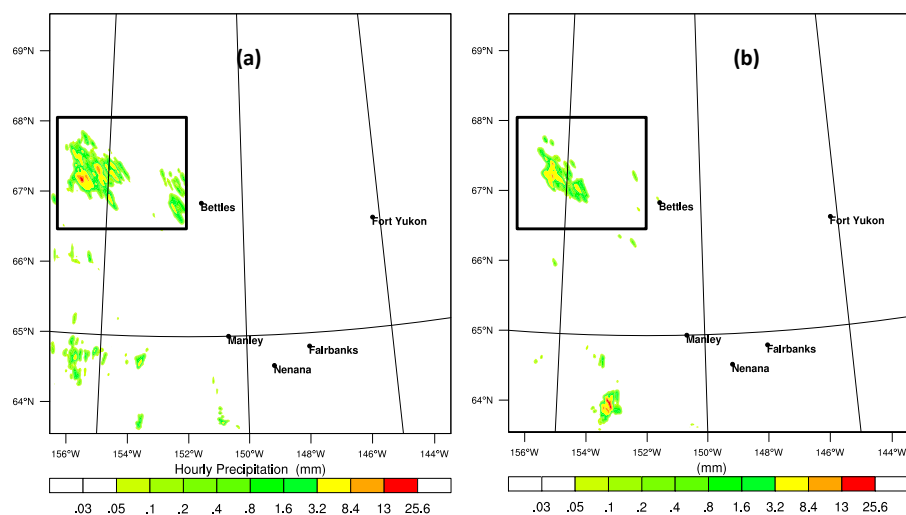 (a)
69°N
68°N
67°N
66°N
65°N
64°N
Bettles
Fort Yukon
Manley
Fairbanks
Nenana
156°W 154°W 152°W 150°W 148°W 146°W 144°W
Hourly Precipitation (mm)
.03 .05 .1 .2 .4 .8 1.6 3.2 8.4 13 25.6
(b)
69°N
68°N
67°N
66°N
65°N
64°N
Bettles
Fort Yukon
Manley
Fairbanks
Nenana
156°W 154°W 152°W 150°W 148°W 146°W 144°W
(mm)
.03 .05 .1 .2 .4 .8 1.6 3.2 8.4 13 25.6